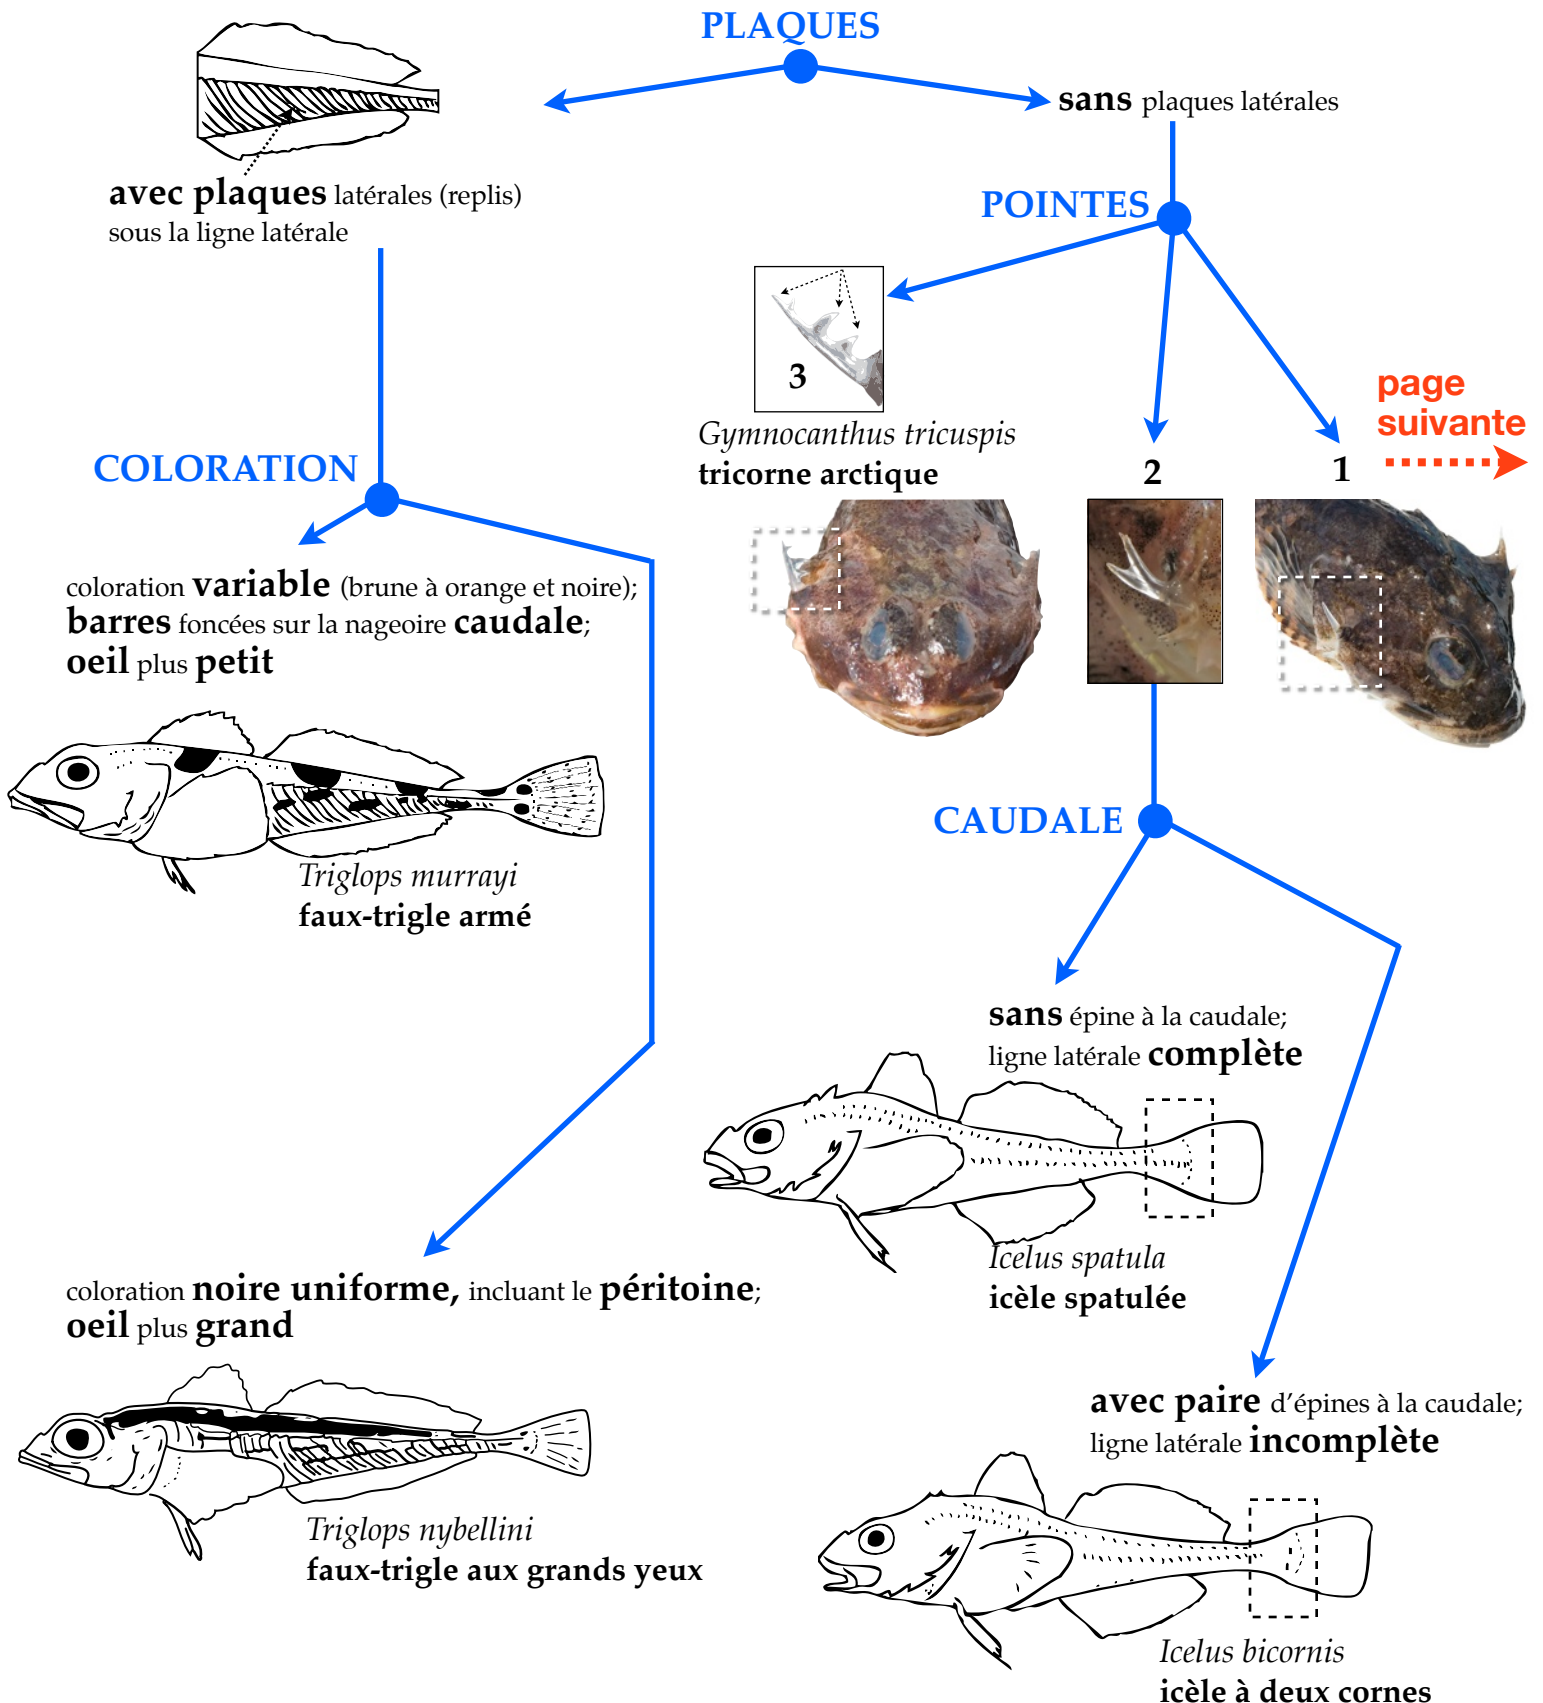 PLAQUES
avec plaques latérales (replis)
sous la ligne latérale
sans plaques latérales
POINTES
3
Gymnocanthus tricuspis
tricorne arctique
2
1
page
suivante
COLORATION
coloration variable (brune à orange et noire);
barres foncées sur la nageoire caudale;
oeil plus petit
Triglops murrayi
faux-trigle armé
coloration noire uniforme, incluant le péritoine;
oeil plus grand
Triglops nybellini
faux-trigle aux grands yeux
CAUDALE
sans épine à la caudale;
ligne latérale complète
Icelus spatula
icèle spatulée
avec paire d'épines à la caudale;
ligne latérale incomplète
Icelus bicornis
icèle à deux cornes